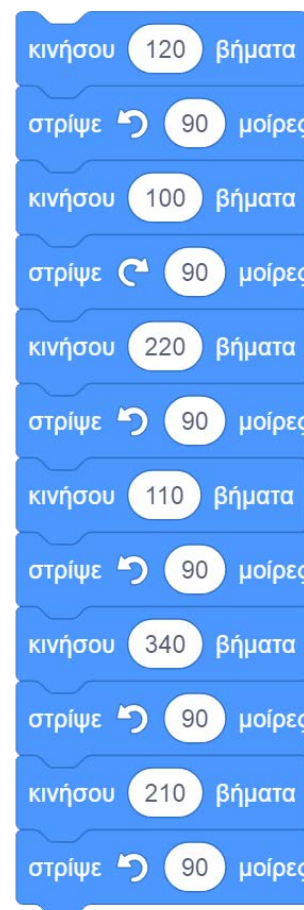 κινήσου 120 βήματα
στρίψε 90 μοίρες
κινήσου 100 βήματα
στρίψε 90 μοίρες
κινήσου 220 βήματα
στρίψε 90 μοίρες
κινήσου 110 βήματα
στρίψε 90 μοίρες
κινήσου 340 βήματα
στρίψε 90 μοίρες
κινήσου 210 βήματα
στρίψε 90 μοίρες